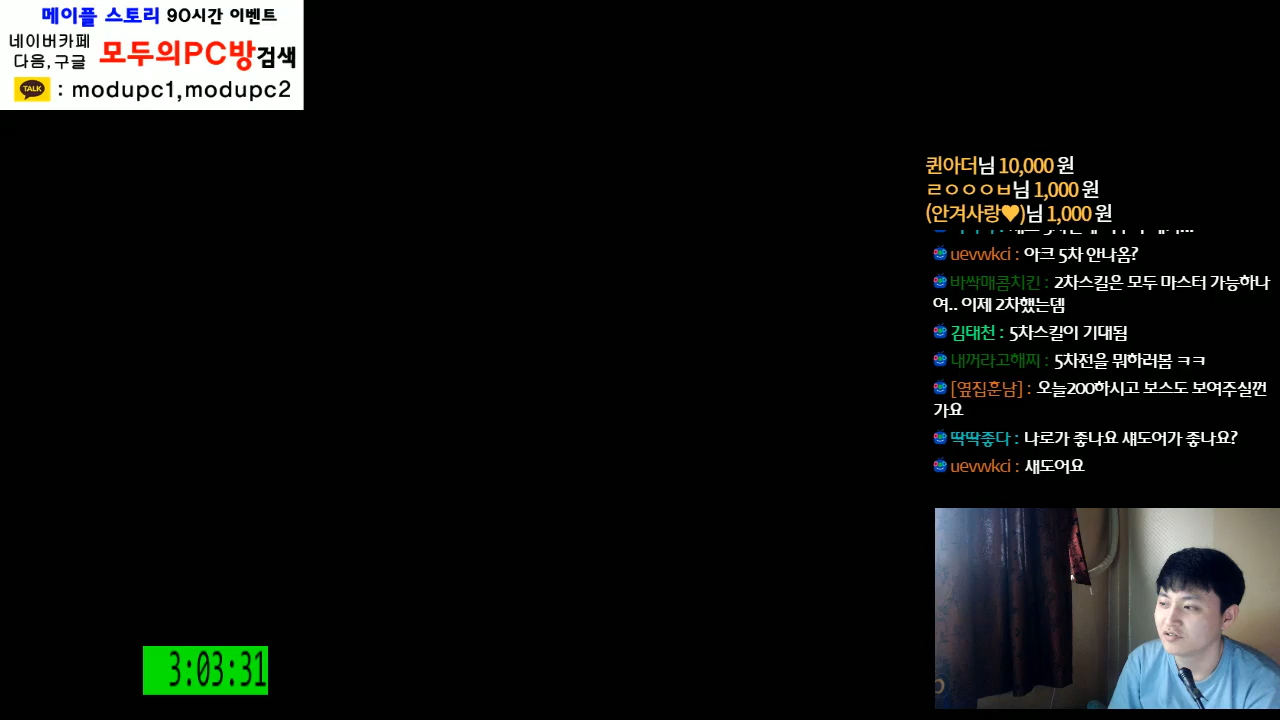 메이플 스토리 90시간 이벤트
네이버카페
다음, 구글
모두의PC방검색
TALK : modupc1,modupc2
퀸아더님 10,000 원
ㄹㅇㅇㅇㅂ님 1,000 원
(안겨사랑♥)님 1,000 원
uevwkci : 아크 5차 안나옴?
바싹매콤치킨 : 2차스킬은 모두 마스터 가능하나
여.. 이제 2차했는뎀
김태천 : 5차스킬이 기대됨
내꺼라고해찌 : 5차전을 뭐하러봄 ㅋㅋ
[옆집훈남] : 오늘200하시고 보스도 보여주실껀
가요
딱딱좋다 : 나로가 좋나요 섀도어가 좋나요?
uevwkci : 새도어요
3:03:31